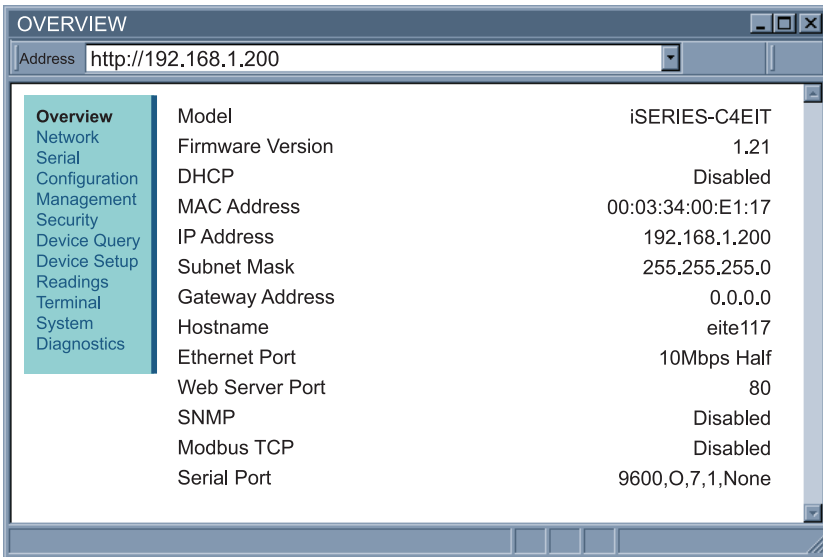 OVERVIEW
Address http://192.168.1.200
Overview
Network
Serial
Configuration
Management
Security
Device Query
Device Setup
Readings
Terminal
System
Diagnostics
Model iSERIES-C4EIT
Firmware Version 1.21
DHCP Disabled
MAC Address 00:03:34:00:E1:17
IP Address 192.168.1.200
Subnet Mask 255.255.255.0
Gateway Address 0.0.0.0
Hostname eite117
Ethernet Port 10Mbps Half
Web Server Port 80
SNMP Disabled
Modbus TCP Disabled
Serial Port 9600,O,7,1,None